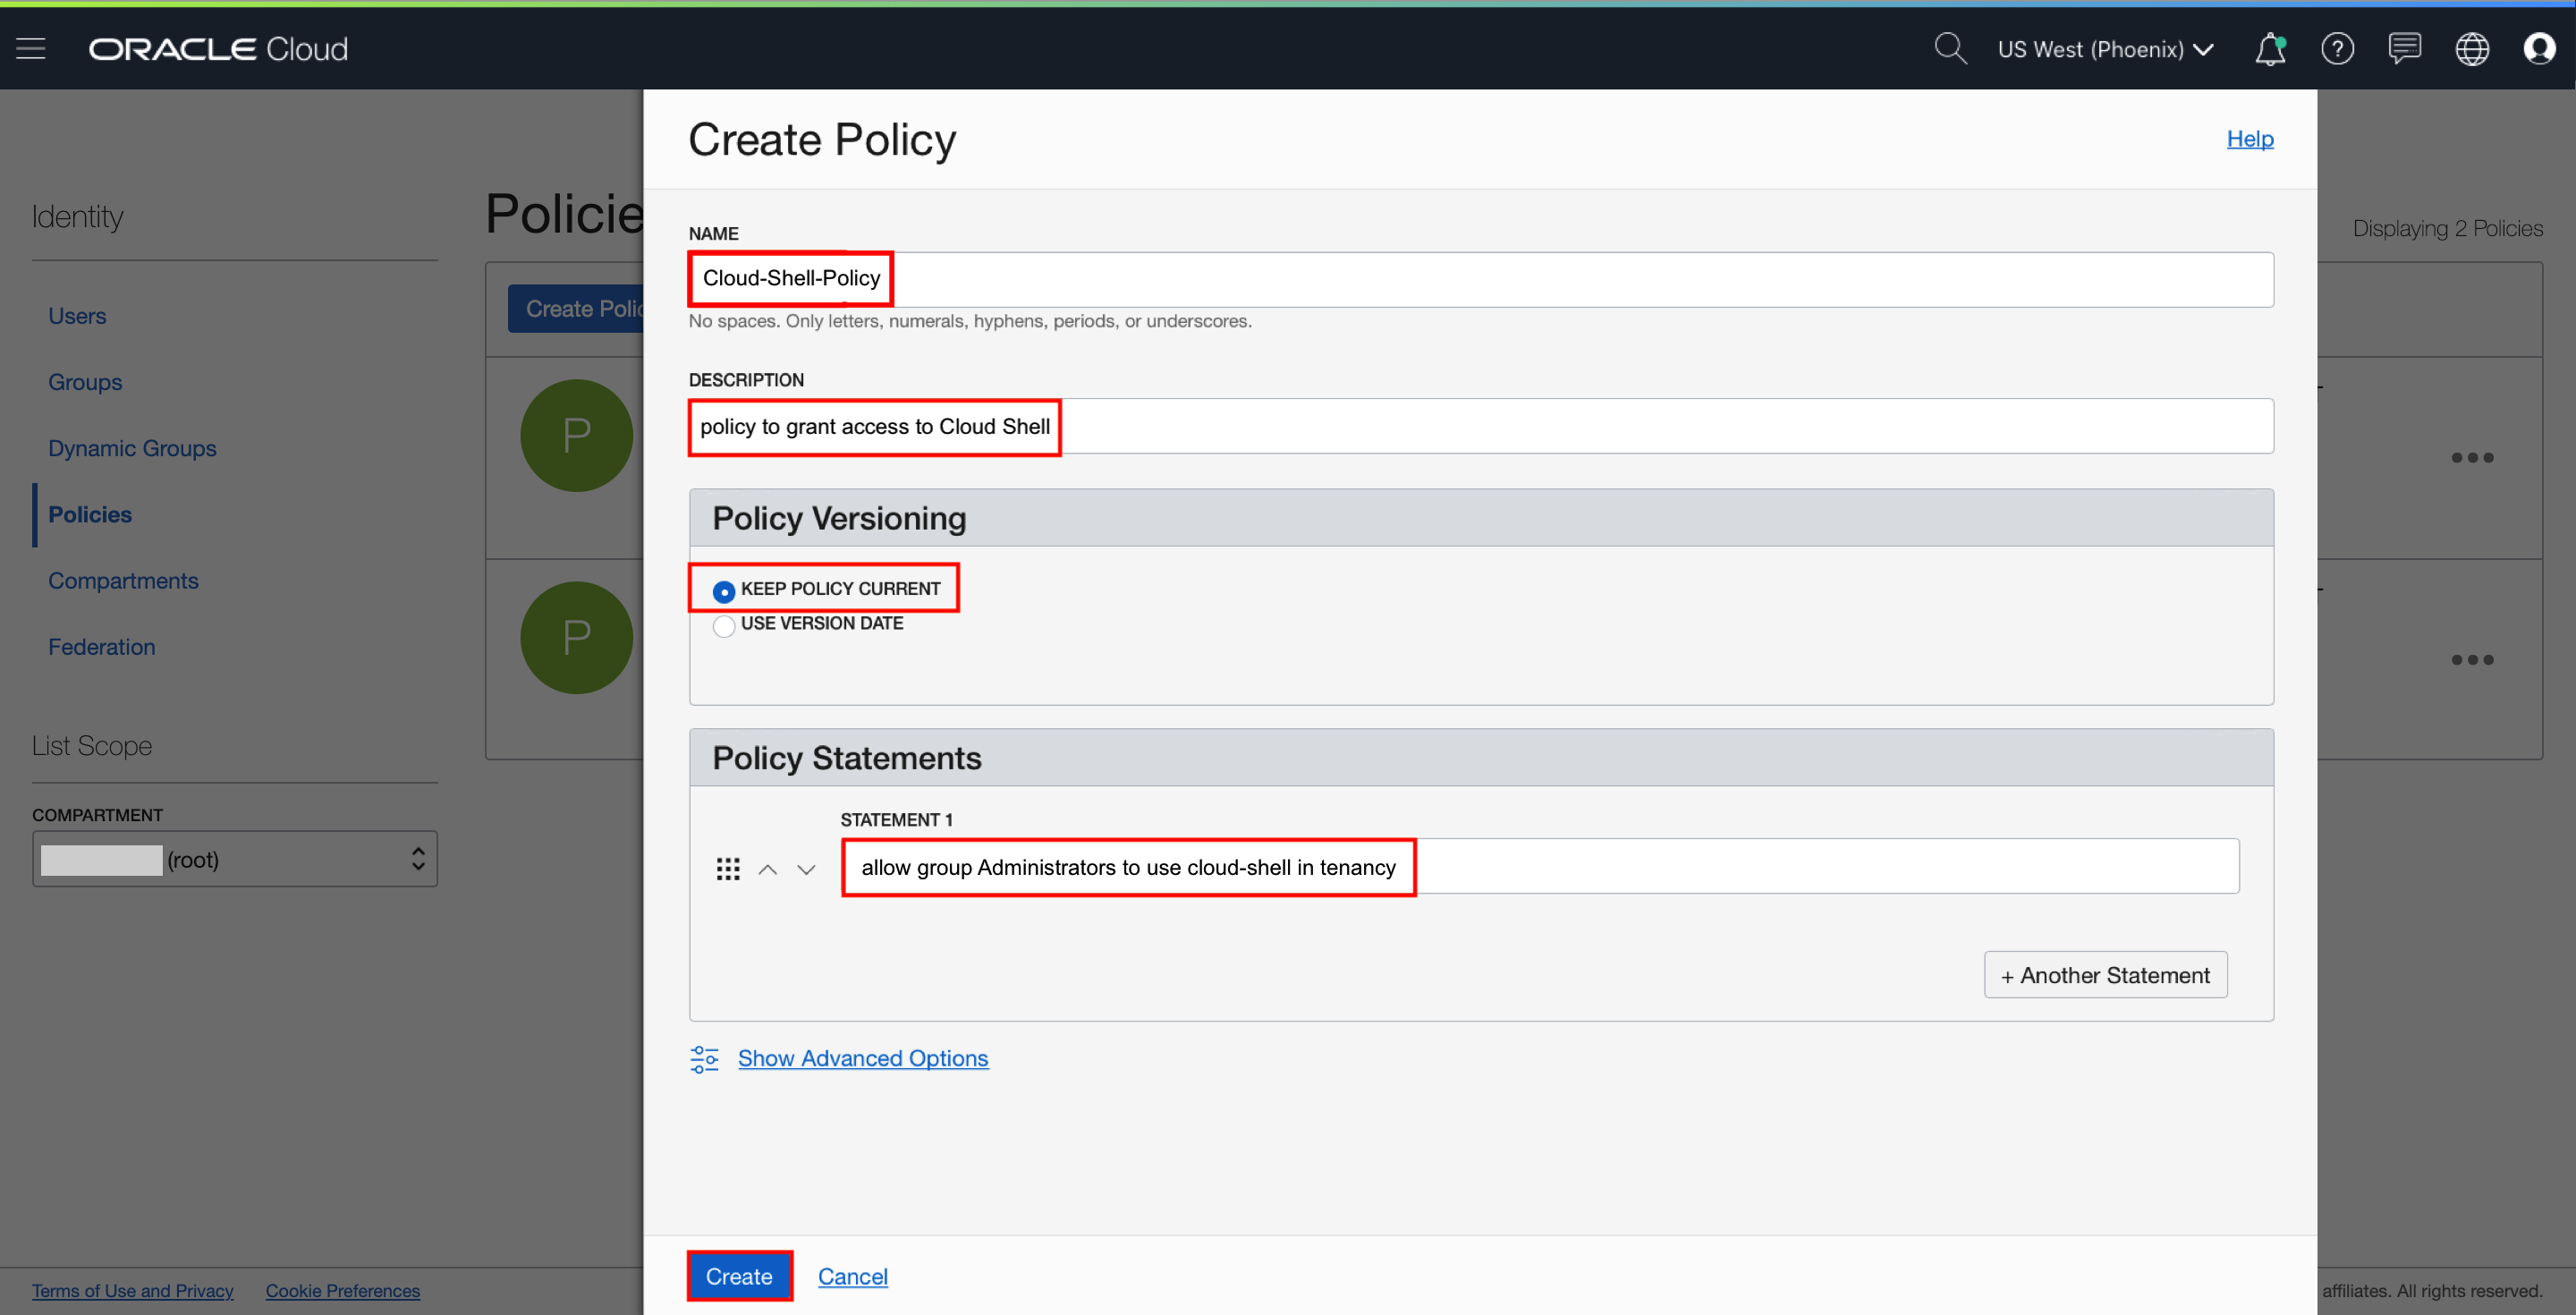 ORACLE Cloud
US West (Phoenix)
Identity
Users
Groups
Dynamic Groups
Policies
Compartments
Federation
List Scope
COMPARTMENT
(root)
Terms of Use and Privacy Cookie Preferences
Policie
Create Polic
P
P
Create Policy
Help
NAME
Cloud-Shell-Policy
No spaces. Only letters, numerals, hyphens, periods, or underscores.
DESCRIPTION
policy to grant access to Cloud Shell
Policy Versioning
KEEP POLICY CURRENT
USE VERSION DATE
Policy Statements
STATEMENT 1
allow group Administrators to use cloud-shell in tenancy
+ Another Statement
Show Advanced Options
Create Cancel
Displaying 2 Policies
affiliates. All rights reserved.